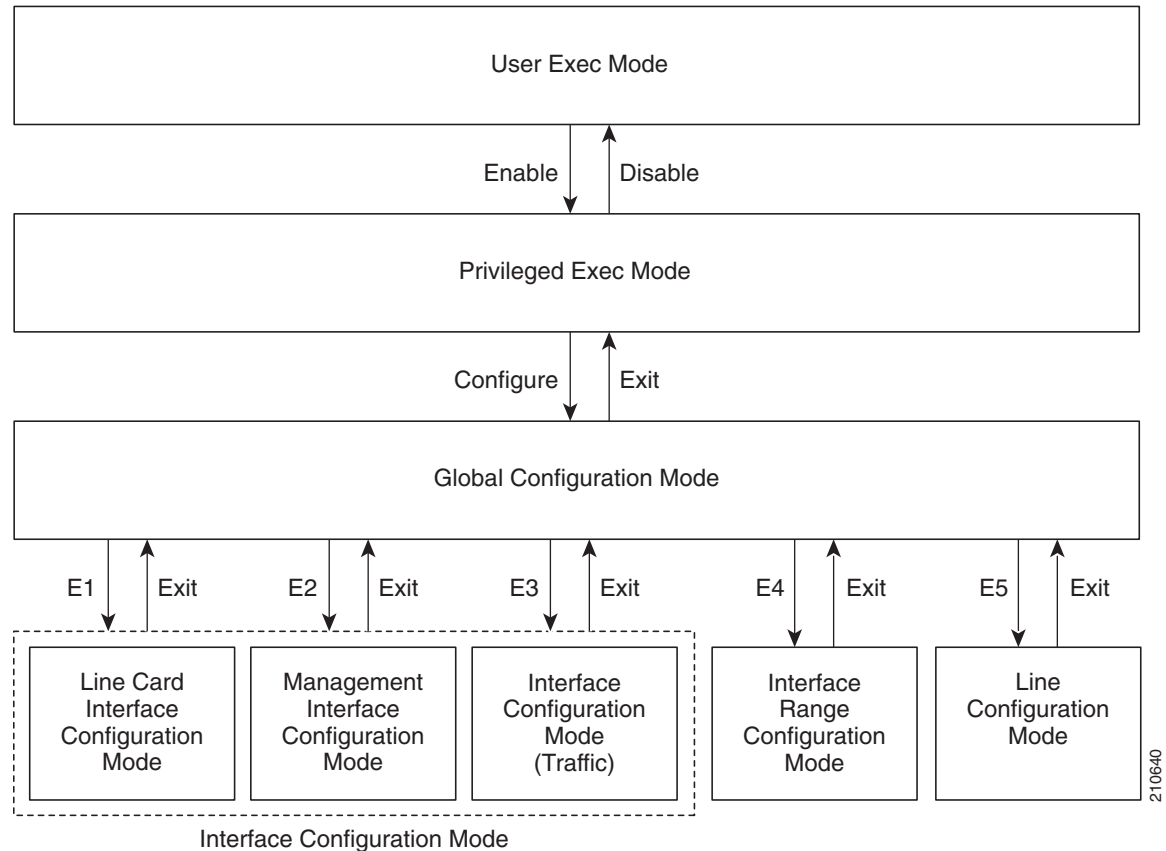 User Exec Mode
Enable
Disable
Privileged Exec Mode
Configure
Exit
Global Configuration Mode
E1
Exit
E2
Exit
E3
Exit
E4
Exit
E5
Exit
Line Card
Interface
Configuration
Mode
Management
Interface
Configuration
Mode
Interface
Configuration
Mode
(Traffic)
Interface
Range
Configuration
Mode
Line
Configuration
Mode
Interface Configuration Mode
210640